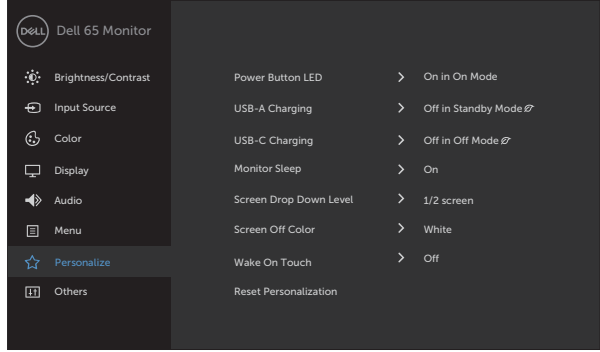 DELL Dell 65 Monitor
Brightness/Contrast Power Button LED On in On Mode
Input Source USB-A Charging Off in Standby Mode
Color USB-C Charging Off in Off Mode
Display Monitor Sleep On
Audio Screen Drop Down Level 1/2 screen
Menu Screen Off Color White
Personalize Wake On Touch Off
Others Reset Personalization